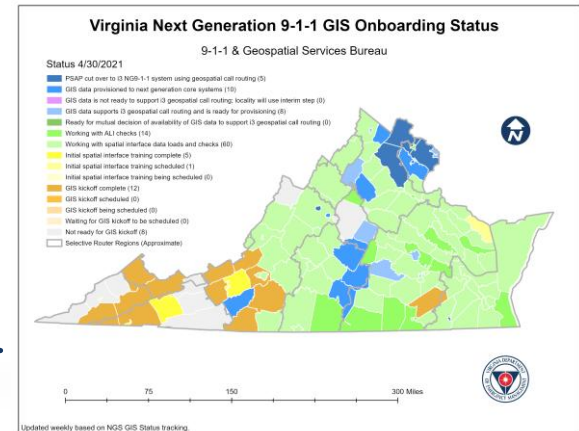 Virginia Next Generation 9-1-1 GIS Onboarding Status
9-1-1 & Geospatial Services Bureau
Status 4/30/2021
PSAP cut over to i3 NG9-1-1 system using geospatial call routing (5)
GIS data provisioned to next generation core systems (10)
GIS data is not ready to support i3 geospatial call routing; locality will use interim step (0)
GIS data supports i3 geospatial call routing and is ready for provisioning (8)
Ready for mutual decision of availability of GIS data to support i3 geospatial call routing (0)
Working with ALI checks (14)
Working with spatial interface data loads and checks (60)
Initial spatial interface training complete (5)
Initial spatial interface training scheduled (1)
Initial spatial interface training being scheduled (0)
GIS kickoff complete (12)
GIS kickoff scheduled (0)
GIS kickoff being scheduled (0)
Waiting for GIS kickoff to be scheduled (0)
Not ready for GIS kickoff (8)
Selective Router Regions (Approximate)
N
0 75 150 300 Miles
Updated weekly based on NGS GIS Status tracking.